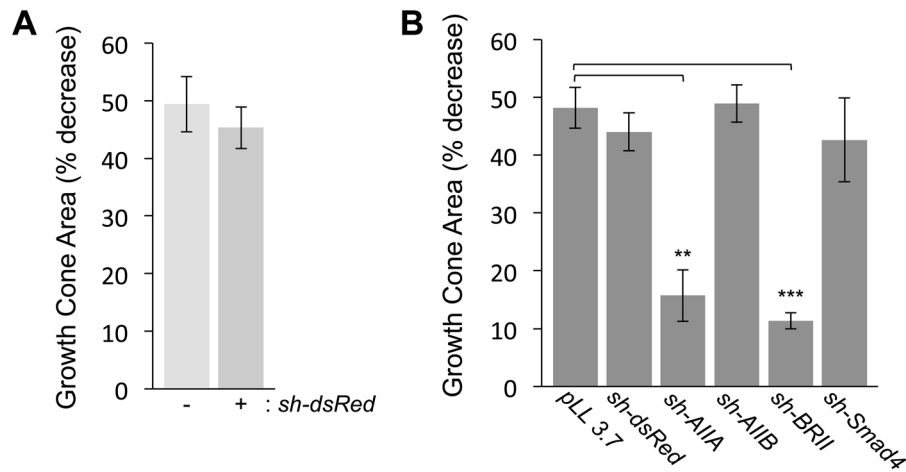 A
Growth Cone Area (% decrease)
60
50
40
30
20
10
0
- + : sh-dsRed
B
Growth Cone Area (% decrease)
60
50
40
30
20
10
0
**
***
pLL 3.7
sh-dsRed
sh-AIIA
sh-AIIB
sh-BRII
sh-Smad4